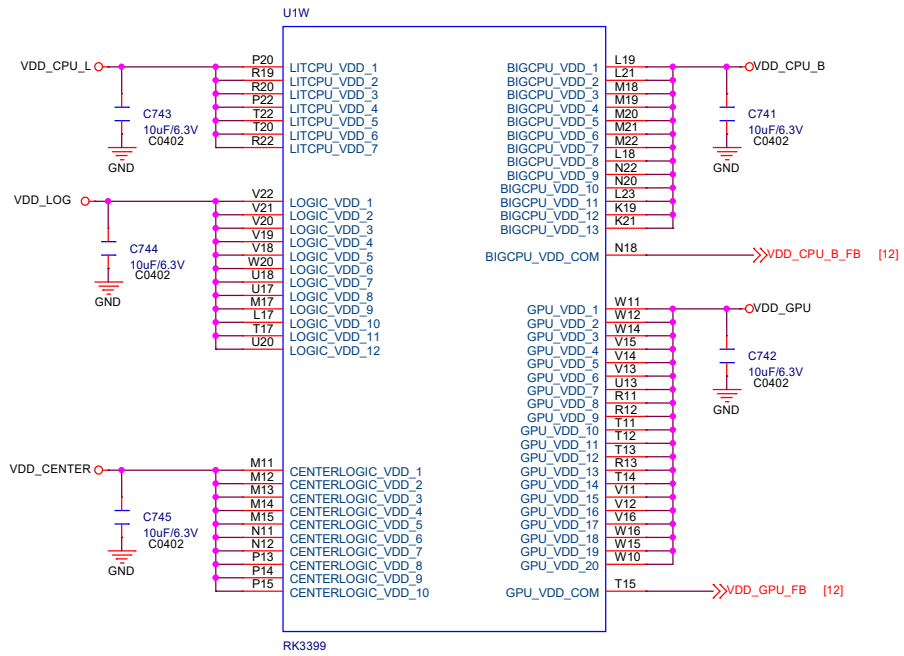 U1W
VDD_CPU_L
P20 LITCPU_VDD_1
R19 LITCPU_VDD_2
R20 LITCPU_VDD_3
P22 LITCPU_VDD_4
T22 LITCPU_VDD_5
T20 LITCPU_VDD_6
R22 LITCPU_VDD_7
C743
10uF/6.3V
C0402
GND
VDD_LOG
V22 LOGIC_VDD_1
V21 LOGIC_VDD_2
V20 LOGIC_VDD_3
V19 LOGIC_VDD_4
V18 LOGIC_VDD_5
W20 LOGIC_VDD_6
U18 LOGIC_VDD_7
U17 LOGIC_VDD_8
M17 LOGIC_VDD_9
L17 LOGIC_VDD_10
T17 LOGIC_VDD_11
U20 LOGIC_VDD_12
C744
10uF/6.3V
C0402
GND
VDD_CENTER
M11 CENTERLOGIC_VDD_1
M12 CENTERLOGIC_VDD_2
M13 CENTERLOGIC_VDD_3
M14 CENTERLOGIC_VDD_4
M15 CENTERLOGIC_VDD_5
N11 CENTERLOGIC_VDD_6
N12 CENTERLOGIC_VDD_7
P13 CENTERLOGIC_VDD_8
P14 CENTERLOGIC_VDD_9
P15 CENTERLOGIC_VDD_10
C745
10uF/6.3V
C0402
GND
BIGCPU_VDD_1 L19
BIGCPU_VDD_2 L21
BIGCPU_VDD_3 M18
BIGCPU_VDD_4 M19
BIGCPU_VDD_5 M20
BIGCPU_VDD_6 M21
BIGCPU_VDD_7 M22
BIGCPU_VDD_8 L18
BIGCPU_VDD_9 N22
BIGCPU_VDD_10 N20
BIGCPU_VDD_11 L23
BIGCPU_VDD_12 K19
BIGCPU_VDD_13 K21
VDD_CPU_B
C741
10uF/6.3V
C0402
GND
BIGCPU_VDD_COM N18 VDD_CPU_B_FB [12]
GPU_VDD_1 W11
GPU_VDD_2 W12
GPU_VDD_3 W14
GPU_VDD_4 V15
GPU_VDD_5 V14
GPU_VDD_6 V13
GPU_VDD_7 U13
GPU_VDD_8 R11
GPU_VDD_9 R12
GPU_VDD_10 T11
GPU_VDD_11 T12
GPU_VDD_12 T13
GPU_VDD_13 R13
GPU_VDD_14 T14
GPU_VDD_15 V11
GPU_VDD_16 V12
GPU_VDD_17 V16
GPU_VDD_18 W16
GPU_VDD_19 W15
GPU_VDD_20 W10
VDD_GPU
C742
10uF/6.3V
C0402
GND
GPU_VDD_COM T15 VDD_GPU_FB [12]
RK3399